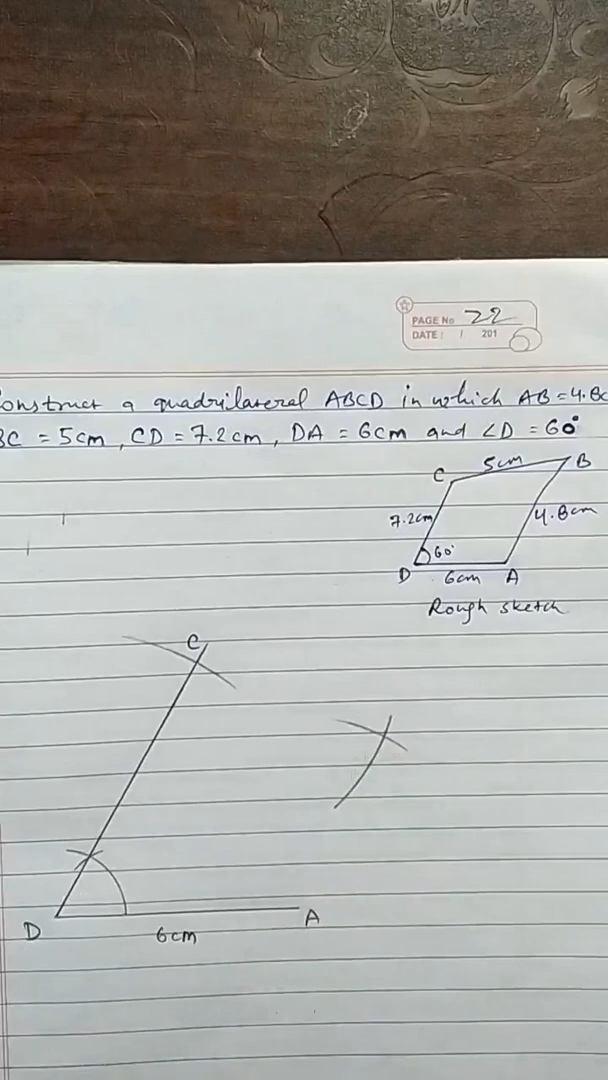 PAGE No 22
DATE: / 201
onstruct a quadrilateral ABCD in which AB = 4.8c
BC = 5cm, CD = 7.2cm, DA = 6cm and ∠D = 60°
C 5cm B
7.2cm 4.8cm
60°
D 6cm A
Rough sketch
C
D 6cm A